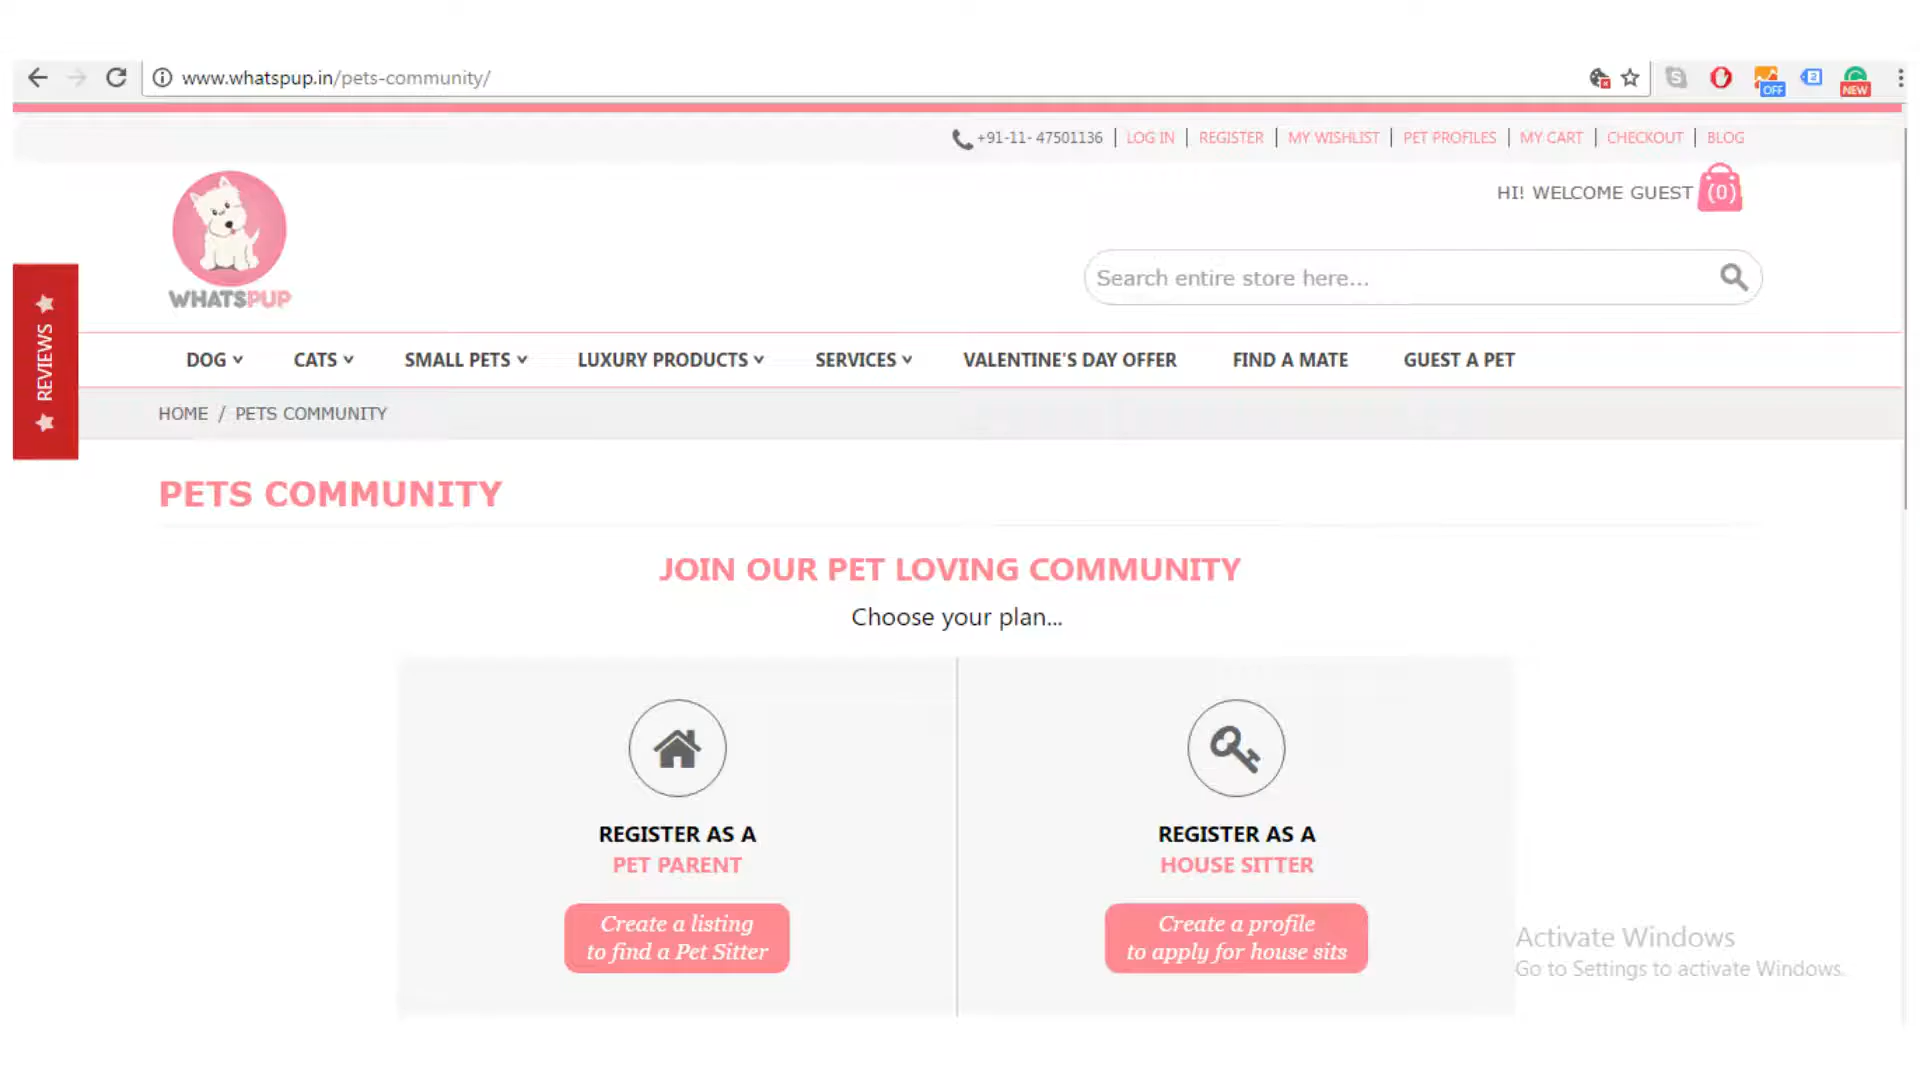 www.whatspup.in/pets-community/
S
OFF
2
NEW
+91-11- 47501136 | LOG IN | REGISTER | MY WISHLIST | PET PROFILES | MY CART | CHECKOUT | BLOG
HI! WELCOME GUEST (0)
WHATSPUP
Search entire store here...
REVIEWS
DOG CATS SMALL PETS LUXURY PRODUCTS SERVICES VALENTINE'S DAY OFFER FIND A MATE GUEST A PET
HOME / PETS COMMUNITY
PETS COMMUNITY
JOIN OUR PET LOVING COMMUNITY
Choose your plan...
REGISTER AS A
PET PARENT
Create a listing
to find a Pet Sitter
REGISTER AS A
HOUSE SITTER
Create a profile
to apply for house sits
Activate Windows
Go to Settings to activate Windows.